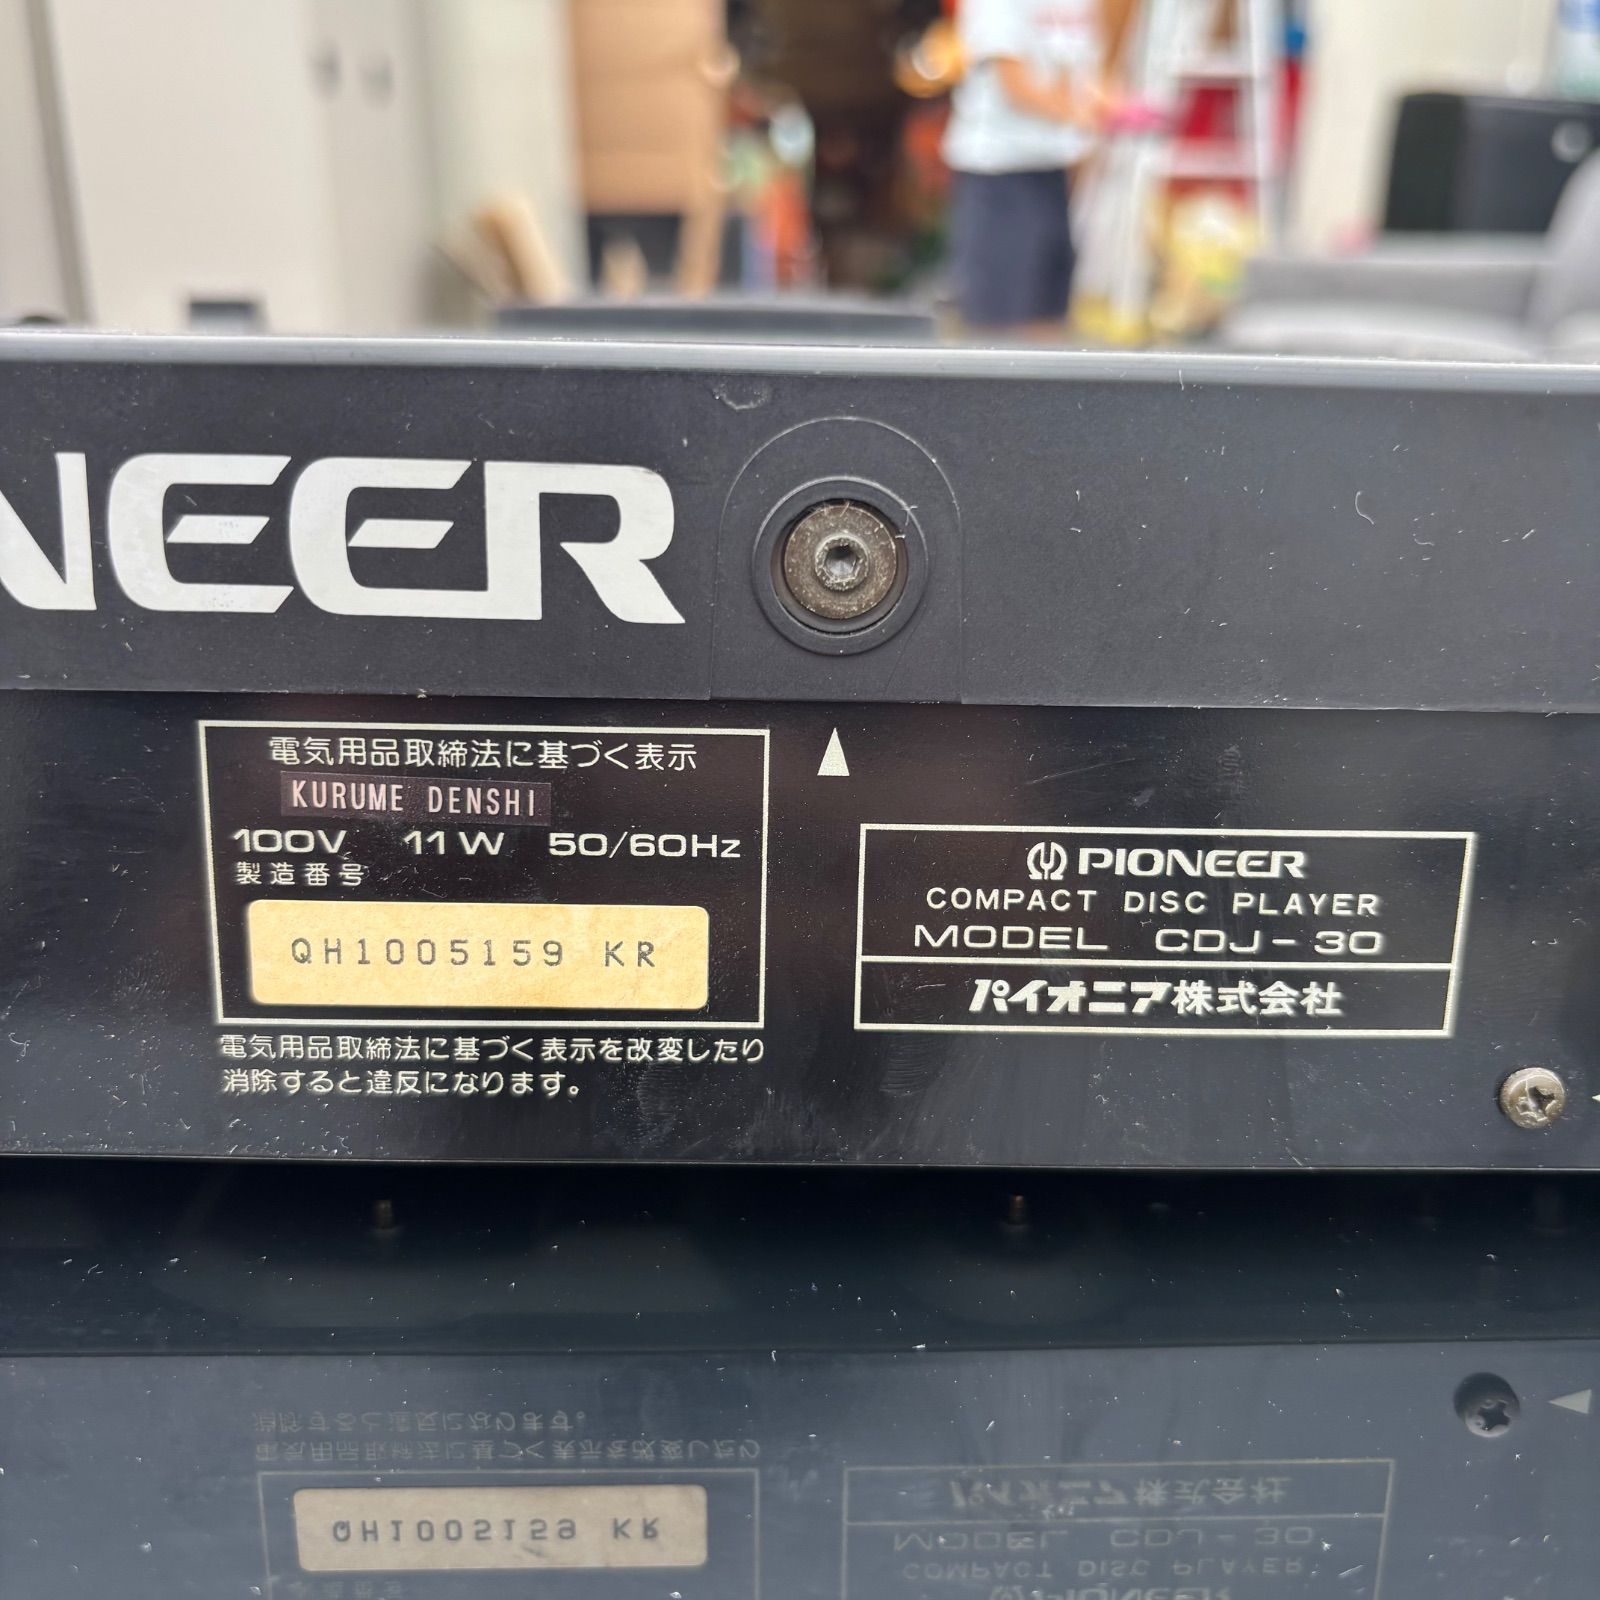 NEER
電気用品取締法に基づく表示
KURUME DENSHI
100V 11W 50/60Hz
製造番号
QH1005159 KR
電気用品取締法に基づく表示を改変したり
消除すると違反になります。
PIONEER
COMPACT DISC PLAYER
MODEL CDJ-30
パイオニア株式会社